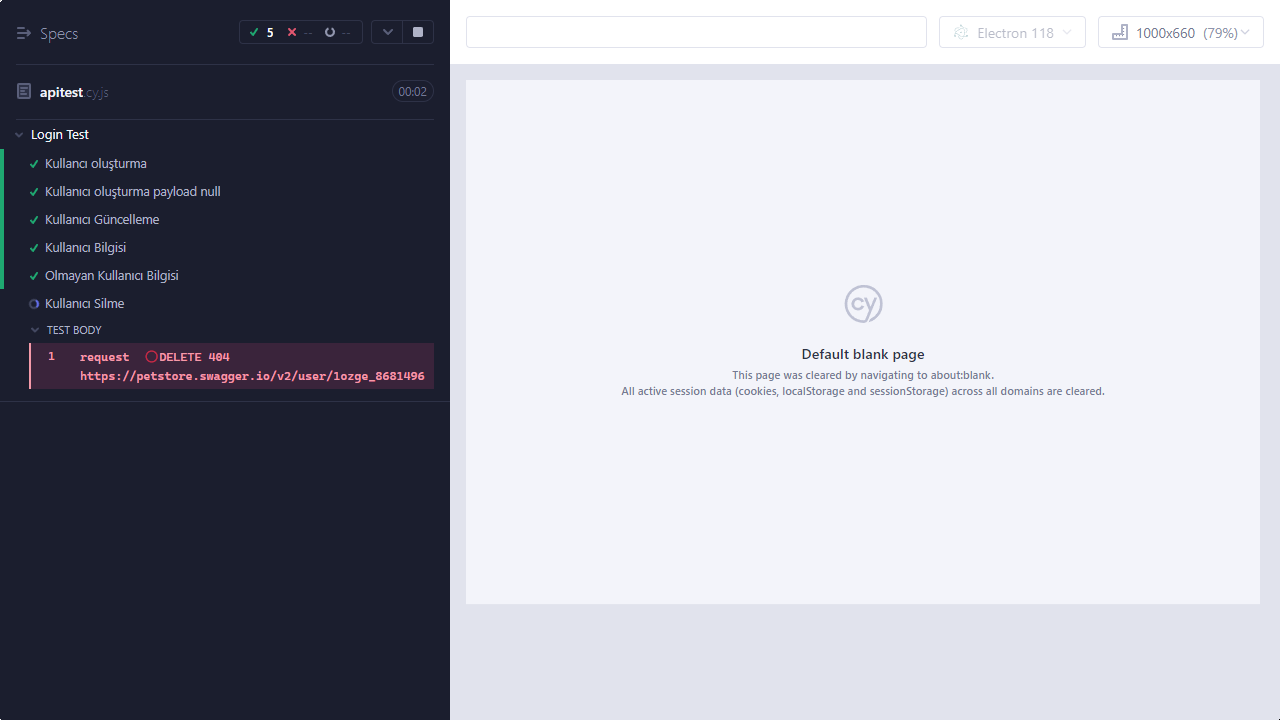 Specs
5 -- --
apitest.cy.js
00:02
Login Test
Kullancı oluşturma
Kullanıcı oluşturma payload null
Kullanıcı Güncelleme
Kullanıcı Bilgisi
Olmayan Kullanıcı Bilgisi
Kullanıcı Silme
TEST BODY
1 request DELETE 404
https://petstore.swagger.io/v2/user/1ozge_8681496
Electron 118
1000x660 (79%)
cy
Default blank page
This page was cleared by navigating to about:blank.
All active session data (cookies, localStorage and sessionStorage) across all domains are cleared.